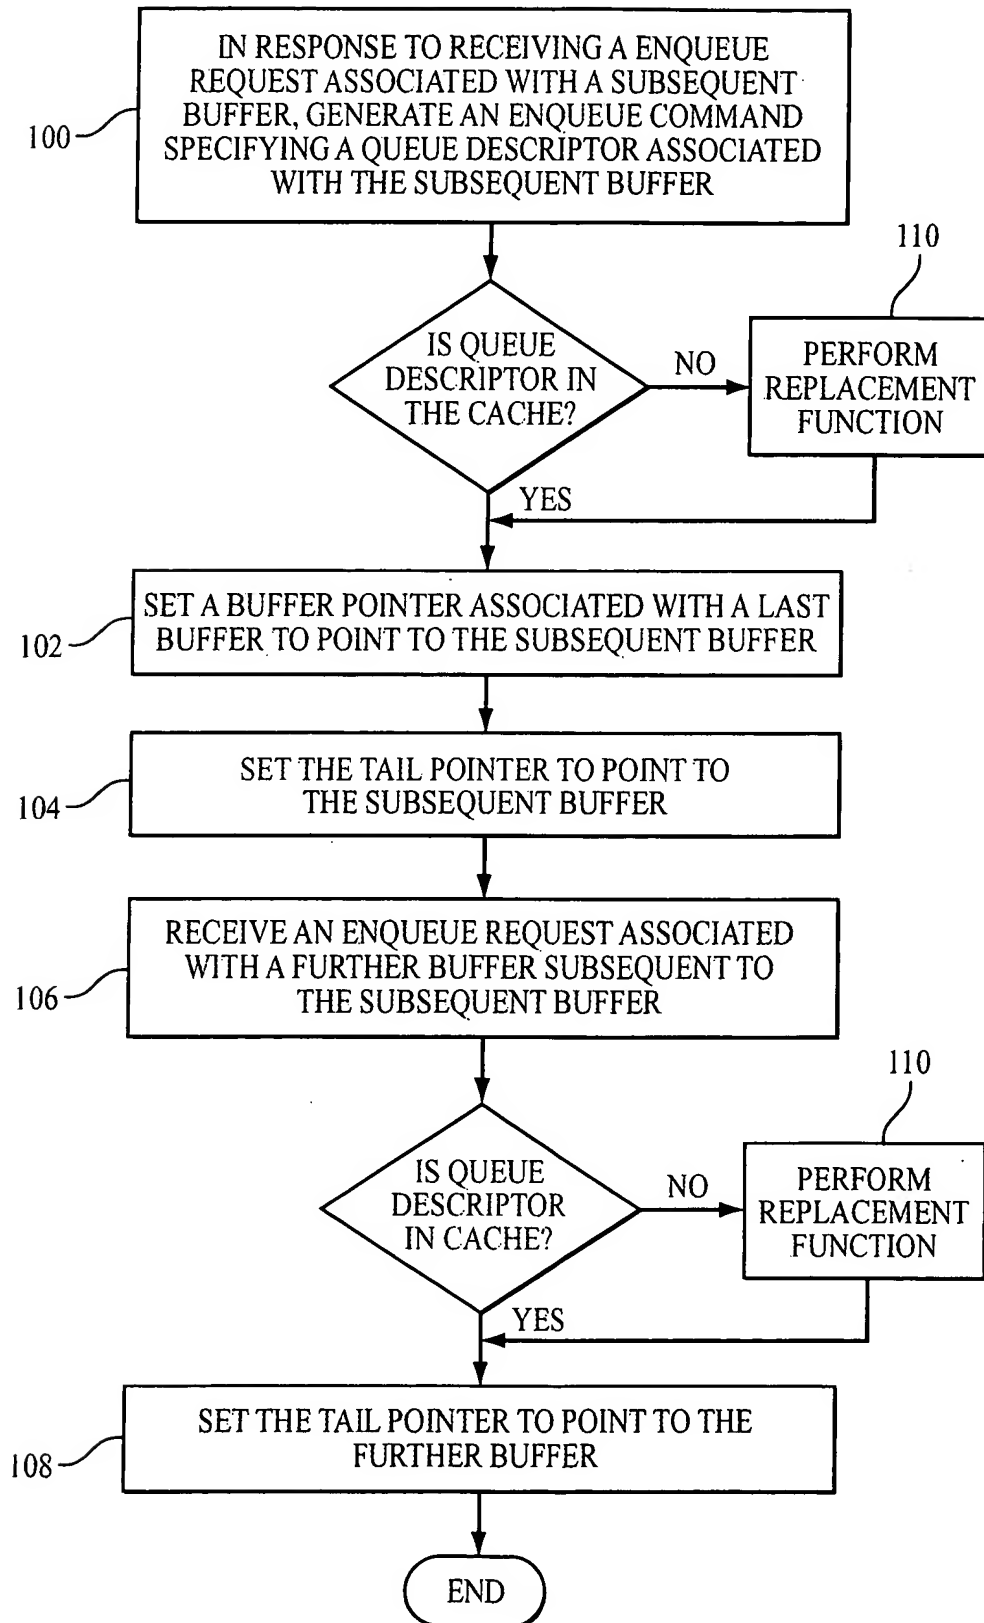 IN RESPONSE TO RECEIVING A ENQUEUE
REQUEST ASSOCIATED WITH A SUBSEQUENT
BUFFER, GENERATE AN ENQUEUE COMMAND
SPECIFYING A QUEUE DESCRIPTOR ASSOCIATED
WITH THE SUBSEQUENT BUFFER
100
110
IS QUEUE
DESCRIPTOR IN
THE CACHE?
NO
PERFORM
REPLACEMENT
FUNCTION
YES
SET A BUFFER POINTER ASSOCIATED WITH A LAST
BUFFER TO POINT TO THE SUBSEQUENT BUFFER
102
SET THE TAIL POINTER TO POINT TO
THE SUBSEQUENT BUFFER
104
RECEIVE AN ENQUEUE REQUEST ASSOCIATED
WITH A FURTHER BUFFER SUBSEQUENT TO
THE SUBSEQUENT BUFFER
106
110
IS QUEUE
DESCRIPTOR
IN CACHE?
NO
PERFORM
REPLACEMENT
FUNCTION
YES
SET THE TAIL POINTER TO POINT TO THE
FURTHER BUFFER
108
END